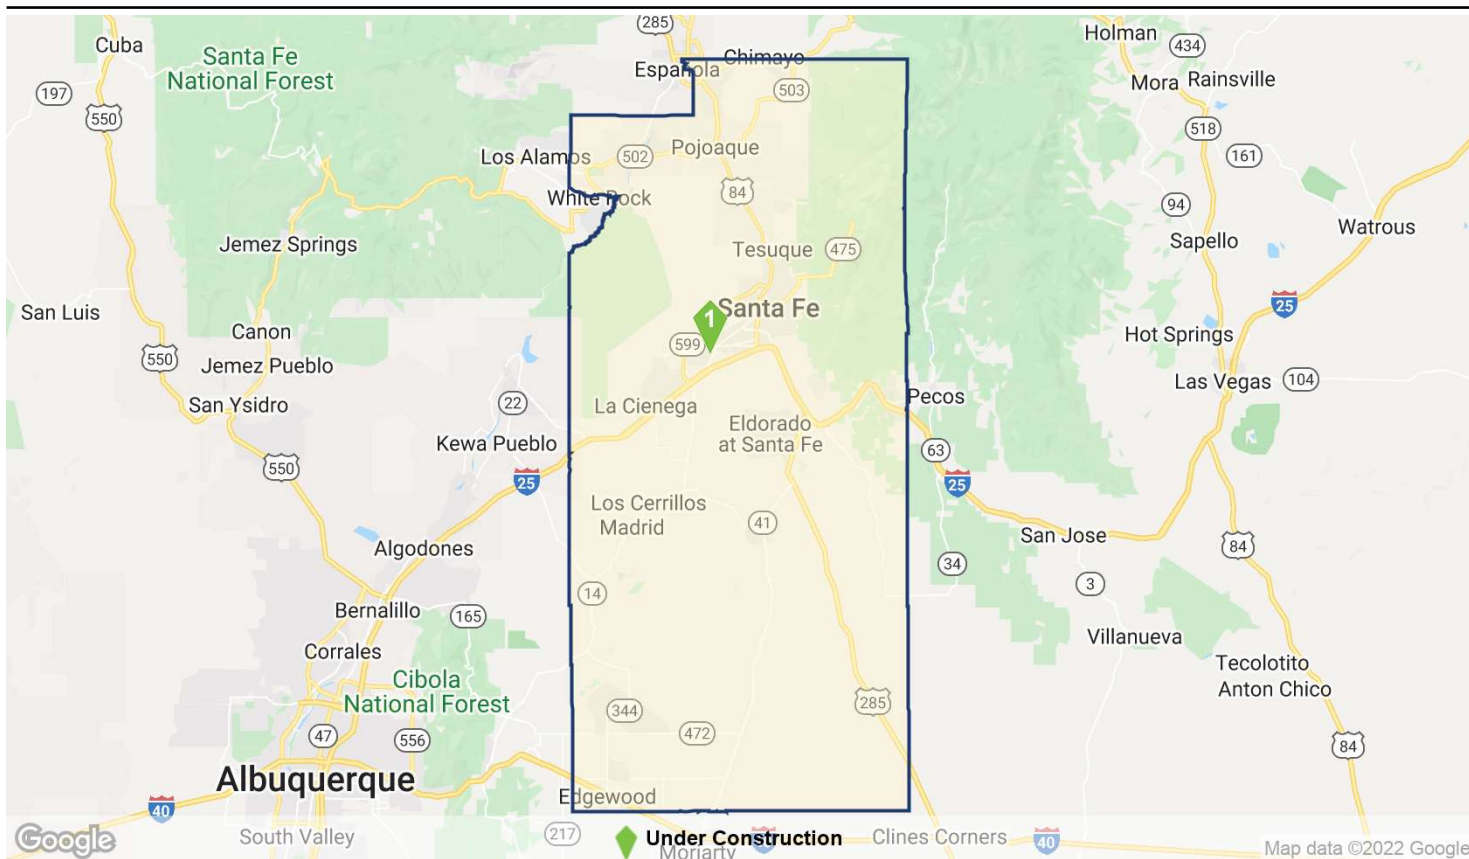 285
Holman
Cuba
434
Chimayo
Santa Fe
National Forest
Española
Mora
Rainsville
197
503
550
518
Pojoaque
Los Alamos
502
161
White Rock
84
94
Watrous
Jemez Springs
Tesuque
475
Sapello
San Luis
1
Santa Fe
25
Canon
Hot Springs
599
550
Jemez Pueblo
Las Vegas
104
San Ysidro
22
La Cienega
Pecos
Eldorado
at Santa Fe
Kewa Pueblo
63
550
25
25
Los Cerrillos
Madrid
41
San Jose
84
Algodones
34
3
14
Bernalillo
165
Villanueva
Corrales
Tecolotito
Anton Chico
Cibola
National Forest
285
344
47
556
472
84
Albuquerque
Edgewood
40
Google
South Valley
217
Under Construction
Moriarty
Clines Corners
40
Map data ©2022 Google